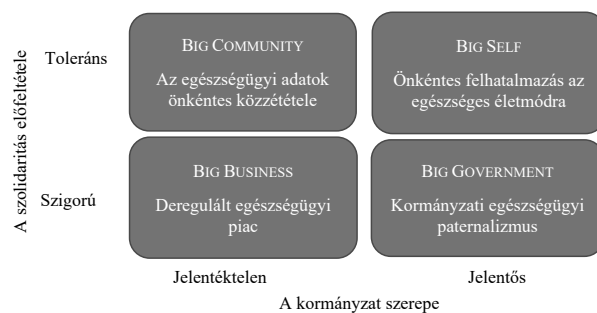 A szolidaritás előfeltétele
Toleráns
BIG COMMUNITY
Az egészségügyi adatok
önkéntes közzététele
BIG SELF
Önkéntes felhatalmazás az
egészséges életmódra
Szigorú
BIG BUSINESS
Deregulált egészségügyi
piac
BIG GOVERNMENT
Kormányzati egészségügyi
paternalizmus
Jelentéktelen
Jelentős
A kormányzat szerepe